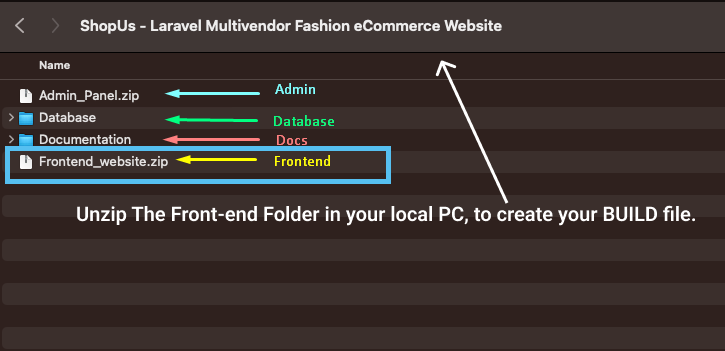 ShopUs - Laravel Multivendor Fashion eCommerce Website
Name
Admin_Panel.zip Admin
Database Database
Documentation Docs
Frontend_website.zip Frontend
Unzip The Front-end Folder in your local PC, to create your BUILD file.